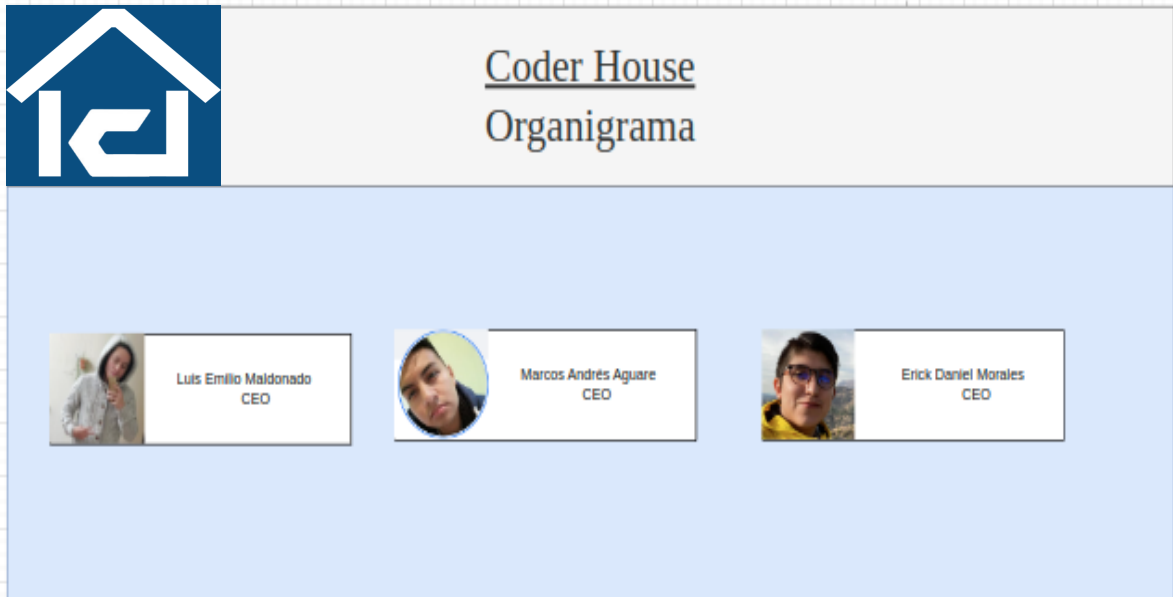 Coder House
Organigrama
Luis Emilio Maldonado
CEO
Marcos Andrés Aguare
CEO
Erick Daniel Morales
CEO